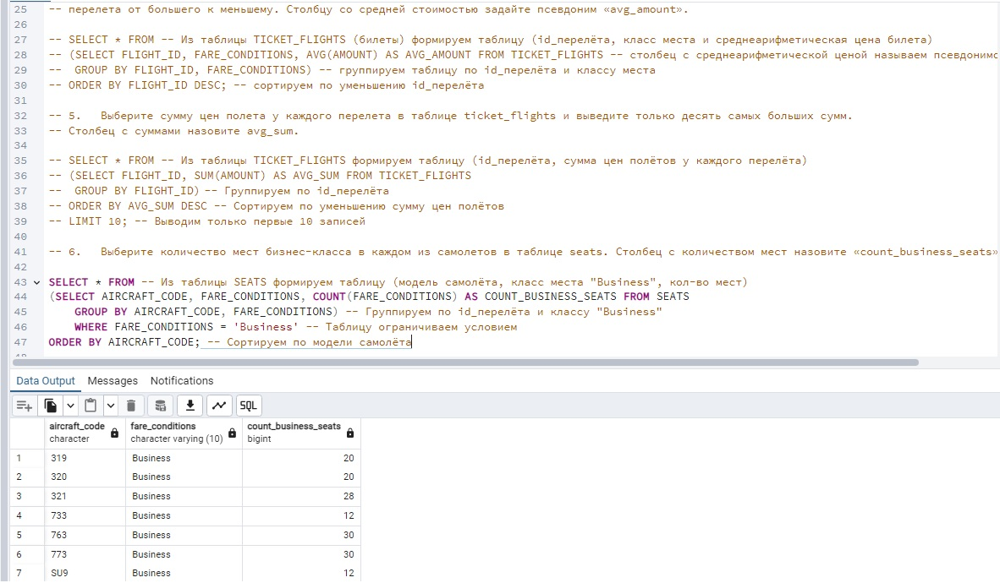 25 -- перелета от большего к меньшему. Столбцу со средней стоимостью задайте псевдоним «avg_amount».
26
27 -- SELECT * FROM -- Из таблицы TICKET_FLIGHTS (билеты) формируем таблицу (id_перелёта, класс места и среднеарифметическая цена билета)
28 -- (SELECT FLIGHT_ID, FARE_CONDITIONS, AVG(AMOUNT) AS AVG_AMOUNT FROM TICKET_FLIGHTS -- столбец с среднеарифметической ценой называем псевдонимо
29 --  GROUP BY FLIGHT_ID, FARE_CONDITIONS) -- группируем таблицу по id_перелёта и классу места
30 -- ORDER BY FLIGHT_ID DESC; -- сортируем по уменьшению id_перелёта
31
32 -- 5.   Выберите сумму цен полета у каждого перелета в таблице ticket_flights и выведите только десять самых больших сумм.
33 -- Столбец с суммами назовите avg_sum.
34
35 -- SELECT * FROM -- Из таблицы TICKET_FLIGHTS формируем таблицу (id_перелёта, сумма цен полётов у каждого перелёта)
36 -- (SELECT FLIGHT_ID, SUM(AMOUNT) AS AVG_SUM FROM TICKET_FLIGHTS
37 --  GROUP BY FLIGHT_ID) -- Группируем по id_перелёта
38 -- ORDER BY AVG_SUM DESC -- Сортируем по уменьшению сумму цен полётов
39 -- LIMIT 10; -- Выводим только первые 10 записей
40
41 -- 6.   Выберите количество мест бизнес-класса в каждом из самолетов в таблице seats. Столбец с количеством мест назовите «count_business_seats»
42
43 SELECT * FROM -- Из таблицы SEATS формируем таблицу (модель самолёта, класс места "Business", кол-во мест)
44 (SELECT AIRCRAFT_CODE, FARE_CONDITIONS, COUNT(FARE_CONDITIONS) AS COUNT_BUSINESS_SEATS FROM SEATS
45     GROUP BY AIRCRAFT_CODE, FARE_CONDITIONS) -- Группируем по id_перелёта и классу "Business"
46     WHERE FARE_CONDITIONS = 'Business' -- Таблицу ограничиваем условием
47 ORDER BY AIRCRAFT_CODE; -- Сортируем по модели самолёта
Data Output Messages Notifications
SQL
aircraft_code fare_conditions count_business_seats
character character varying (10) bigint
1 319 Business 20
2 320 Business 20
3 321 Business 28
4 733 Business 12
5 763 Business 30
6 773 Business 30
7 SU9 Business 12